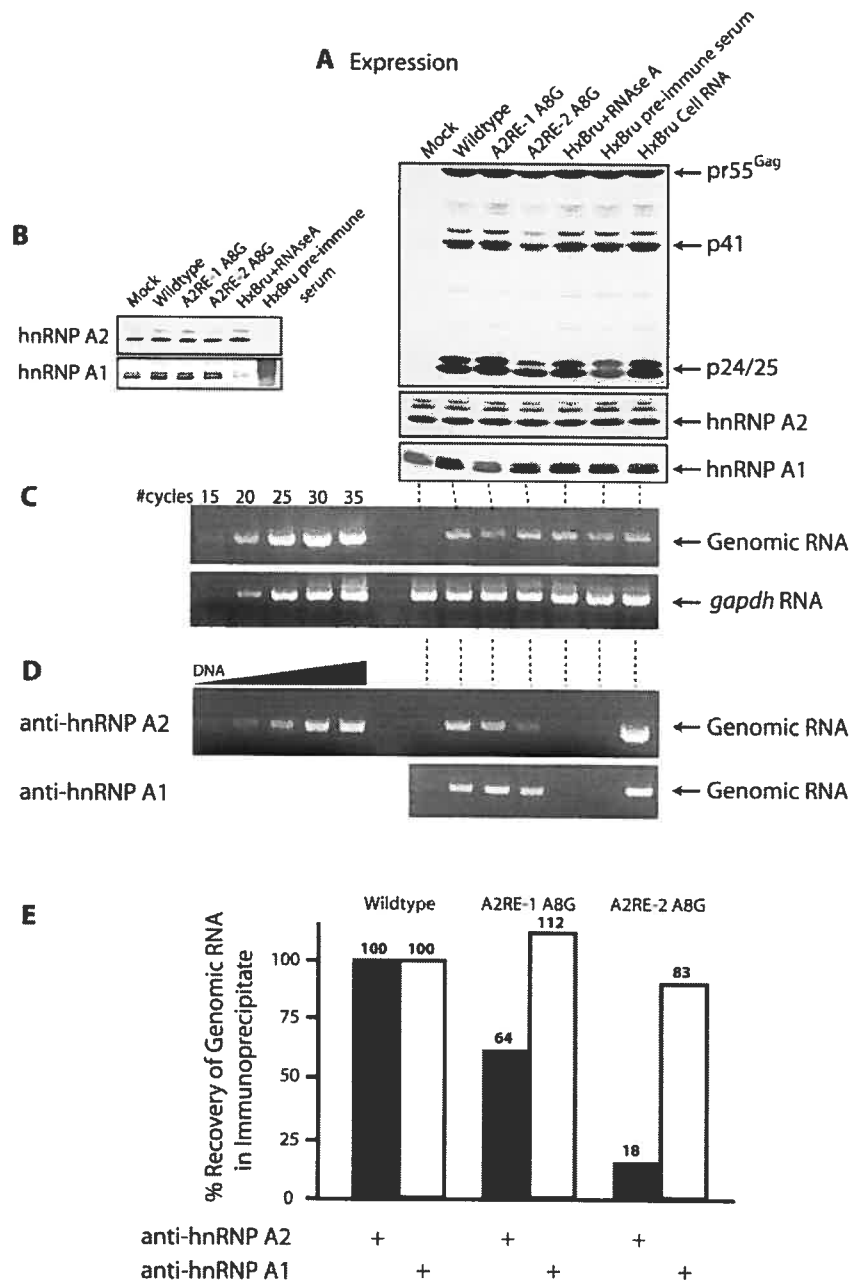 A Expression
Mock
Wildtype
A2RE-1 A8G
A2RE-2 A8G
HxBru+RNAse A
HxBru pre-immune serum
HxBru Cell RNA
pr55Gag
p41
p24/25
hnRNP A2
hnRNP A1
B
Mock
Wildtype
A2RE-1 A8G
A2RE-2 A8G
HxBru+RNAseA
HxBru pre-immune
serum
hnRNP A2
hnRNP A1
C
#cycles 15 20 25 30 35
Genomic RNA
gapdh RNA
D
DNA
anti-hnRNP A2
Genomic RNA
anti-hnRNP A1
Genomic RNA
E
Wildtype A2RE-1 A8G A2RE-2 A8G
% Recovery of Genomic RNA
in Immunoprecipitate
100
75
50
25
0
100 100
64 112
18 83
anti-hnRNP A2 + + +
anti-hnRNP A1 + + +